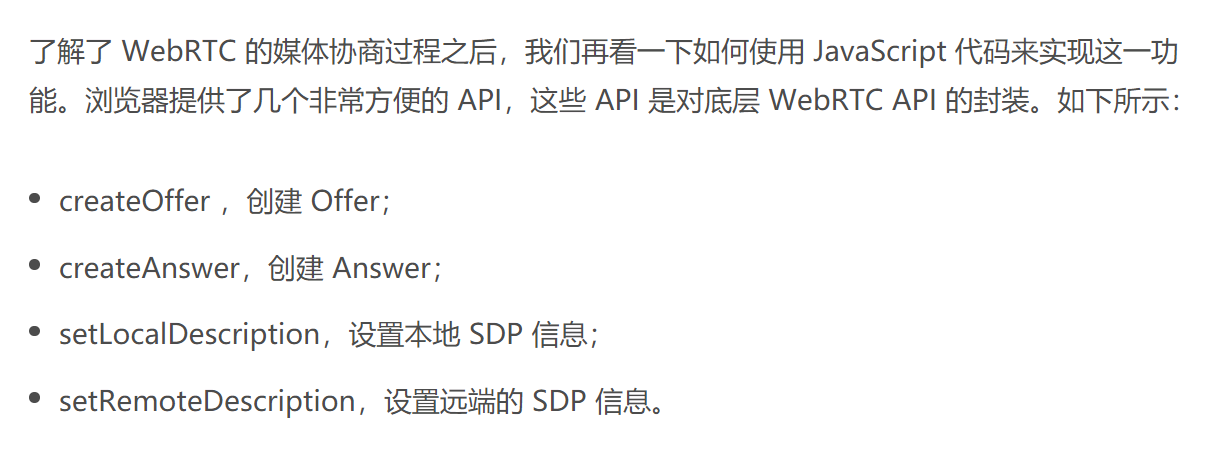 了解了 WebRTC 的媒体协商过程之后，我们再看一下如何使用 JavaScript 代码来实现这一功
能。浏览器提供了几个非常方便的 API，这些 API 是对底层 WebRTC API 的封装。如下所示：
• createOffer ，创建 Offer；
• createAnswer，创建 Answer；
• setLocalDescription，设置本地 SDP 信息；
• setRemoteDescription，设置远端的 SDP 信息。